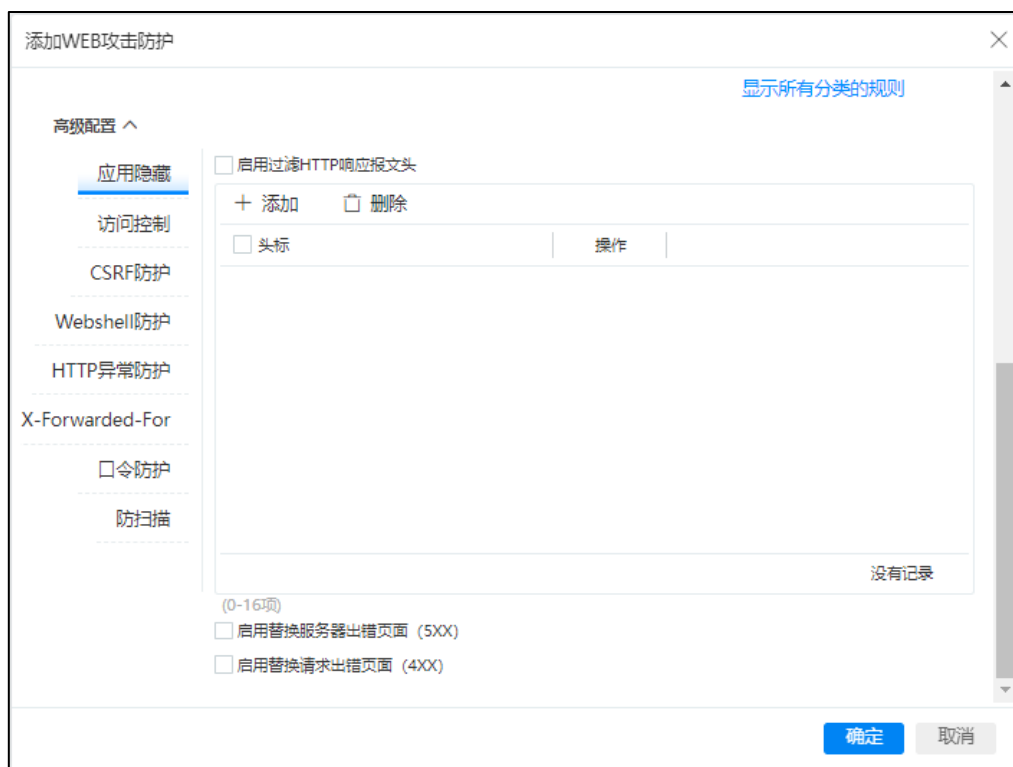 添加WEB攻击防护
显示所有分类的规则
高级配置
应用隐藏
访问控制
CSRF防护
Webshell防护
HTTP异常防护
X-Forwarded-For
口令防护
防扫描
启用过滤HTTP响应报文头
添加 删除
头标 操作
没有记录
(0-16项)
启用替换服务器出错页面（5XX）
启用替换请求出错页面（4XX）
确定 取消